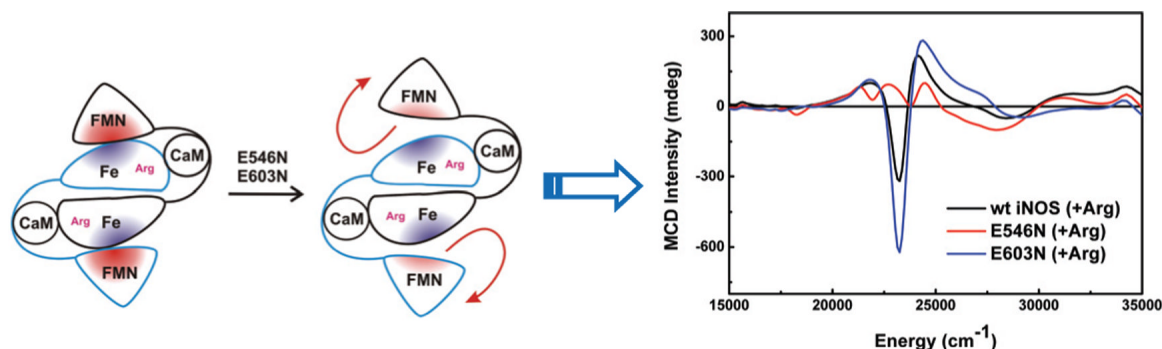 FMN
CaM
Fe
Arg
CaM
Arg
Fe
FMN
E546N
E603N
FMN
CaM
Fe
Arg
CaM
Arg
Fe
FMN
MCD Intensity (mdeg)
300
0
-300
-600
wt iNOS (+Arg)
E546N (+Arg)
E603N (+Arg)
15000 20000 25000 30000 35000
Energy (cm⁻¹)